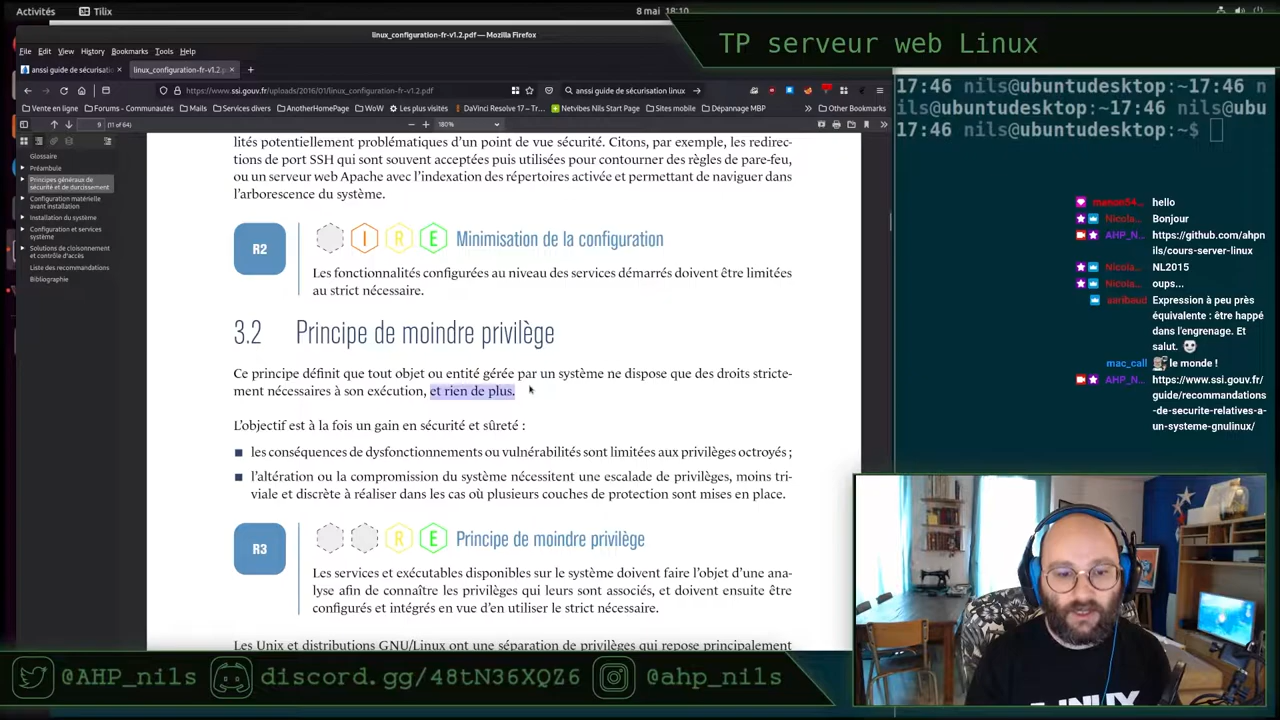 Activités
Tilix
8 mai 18:10
linux_configuration-fr-v1.2.pdf — Mozilla Firefox
File Edit View History Bookmarks Tools Help
anssi guide de sécurisation
linux_configuration-fr-v1.2.p
https://www.ssi.gouv.fr/uploads/2016/01/linux_configuration-fr-v1.2.pdf
anssi guide de sécurisation linux
Vente en ligne Forums - Communautés Mails Services divers AnotherHomePage WoW Les plus visités DaVinci Resolve 17 – Tr... Netvibes Nils Start Page Sites mobile Dépannage MBP
Other Bookmarks
9 (11 of 64)
180%
Glossaire
Préambule
Principes généraux de
sécurité et de durcissement
Configuration matérielle
avant installation
Installation du système
Configuration et services
système
Solutions de cloisonnement
et contrôle d'accès
Liste des recommandations
Bibliographie
lités potentiellement problématiques d'un point de vue sécurité. Citons, par exemple, les redirec-
tions de port SSH qui sont souvent acceptées puis utilisées pour contourner des règles de pare-feu,
ou un serveur web Apache avec l'indexation des répertoires activée et permettant de naviguer dans
l'arborescence du système.
R2
I R E Minimisation de la configuration
Les fonctionnalités configurées au niveau des services démarrés doivent être limitées
au strict nécessaire.
3.2 Principe de moindre privilège
Ce principe définit que tout objet ou entité gérée par un système ne dispose que des droits stricte-
ment nécessaires à son exécution, et rien de plus.
L'objectif est à la fois un gain en sécurité et sûreté :
les conséquences de dysfonctionnements ou vulnérabilités sont limitées aux privilèges octroyés ;
l'altération ou la compromission du système nécessitent une escalade de privilèges, moins tri-
viale et discrète à réaliser dans les cas où plusieurs couches de protection sont mises en place.
R3
R E Principe de moindre privilège
Les services et exécutables disponibles sur le système doivent faire l'objet d'une ana-
lyse afin de connaître les privilèges qui leurs sont associés, et doivent ensuite être
configurés et intégrés en vue d'en utiliser le strict nécessaire.
Les Unix et distributions GNU/Linux ont une séparation de privilèges qui repose principalement
TP serveur web Linux
17:46 nils@ubuntudesktop:~17:46 n
ils@ubuntudesktop:~17:46 nils@ubu
17:46 nils@ubuntudesktop:~$
manon54... hello
Nicola... Bonjour
AHP_N... https://github.com/ahpn
ils/cours-server-linux
Nicola... NL2015
Nicola... oups...
aaribaud Expression à peu près
équivalente : être happé
dans l'engrenage. Et
salut.
mac_call le monde !
AHP_N... https://www.ssi.gouv.fr/
guide/recommandations
-de-securite-relatives-a-
un-systeme-gnulinux/
@AHP_nils
discord.gg/48tN36XQZ6
@ahp_nils
LINUX